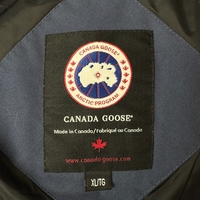 CANADA GOOSE
ARCTIC PROGRAM
CANADA GOOSE®
Made in Canada/Fabriqué au Canada
www.canada-goose.com
XL/TG